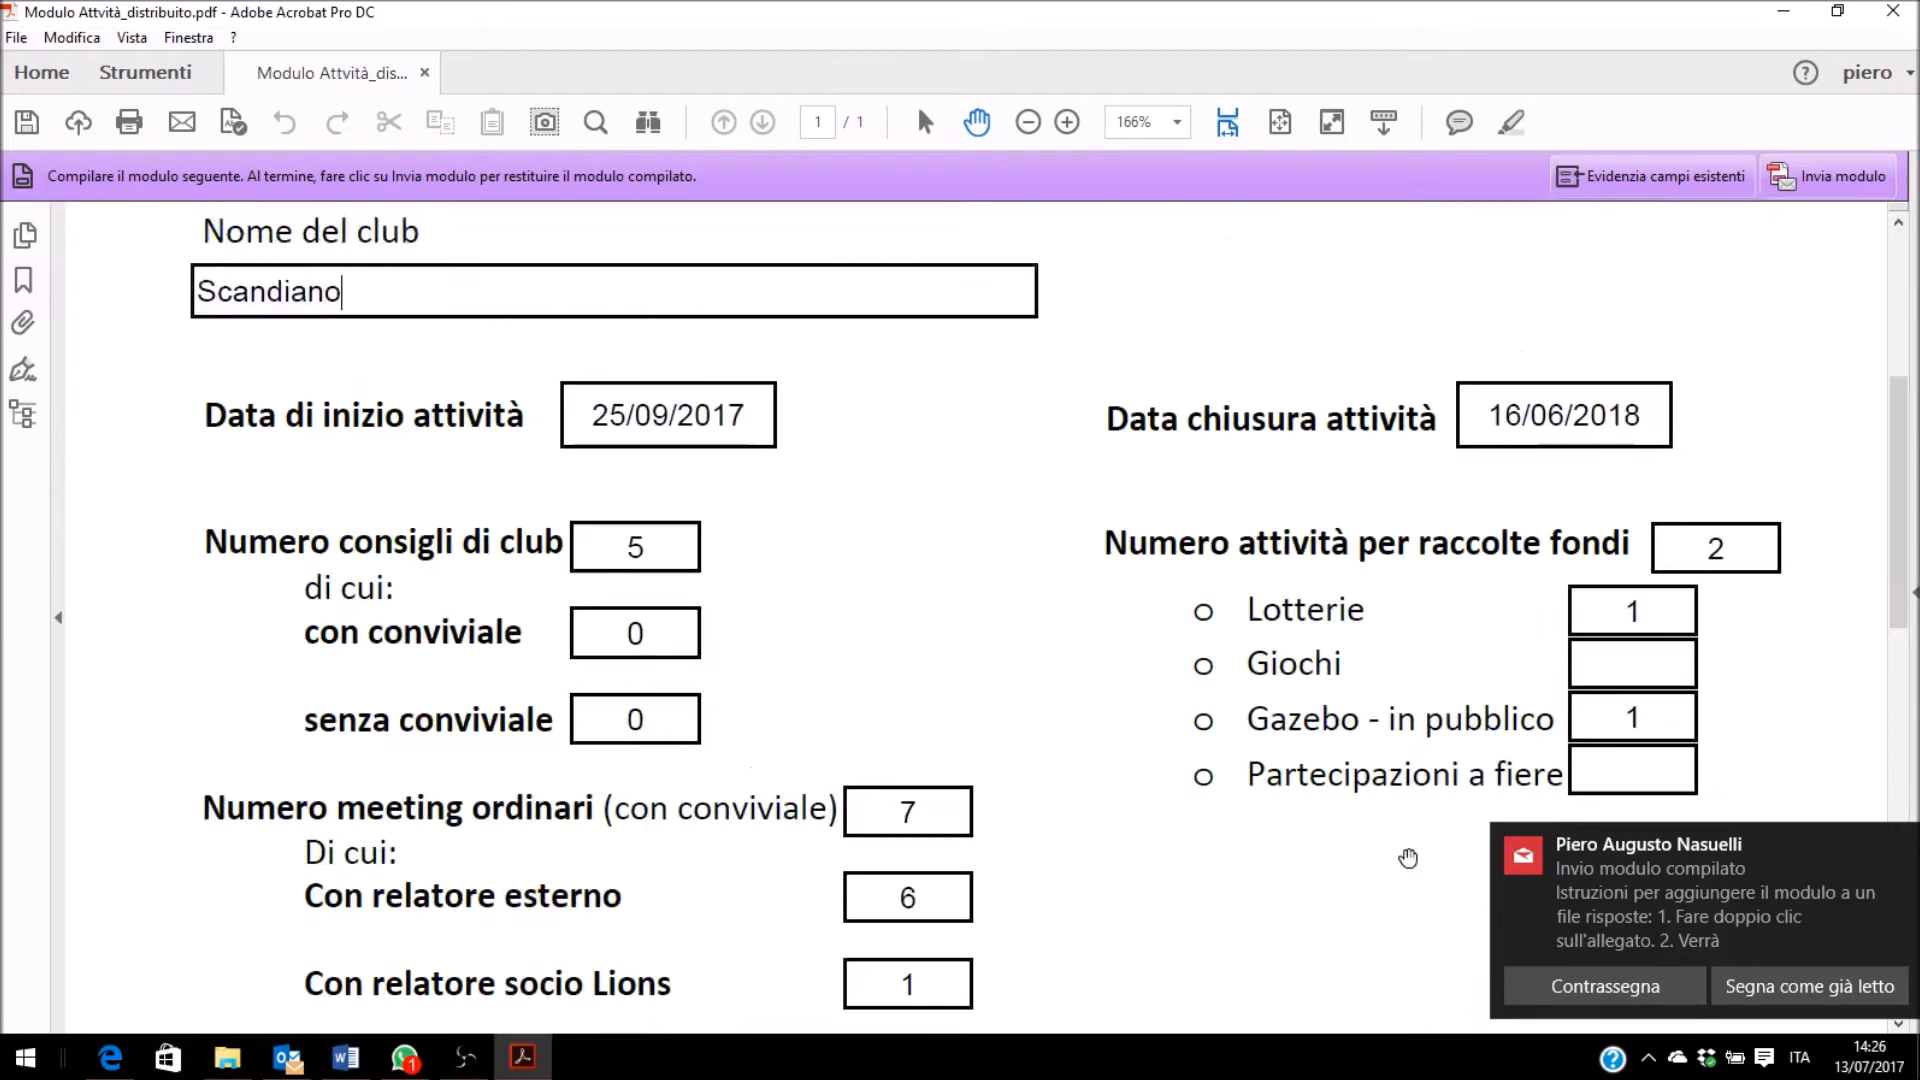 Modulo Attvità_distribuito.pdf - Adobe Acrobat Pro DC
File Modifica Vista Finestra ?
Home Strumenti Modulo Attvità_dis... × ? piero
1 / 1 166%
Compilare il modulo seguente. Al termine, fare clic su Invia modulo per restituire il modulo compilato. Evidenzia campi esistenti Invia modulo
Nome del club
Scandiano
Data di inizio attività 25/09/2017
Data chiusura attività 16/06/2018
Numero consigli di club 5
di cui:
con conviviale 0
senza conviviale 0
Numero attività per raccolte fondi 2
o Lotterie 1
o Giochi
o Gazebo - in pubblico 1
o Partecipazioni a fiere
Numero meeting ordinari (con conviviale) 7
Di cui:
Con relatore esterno 6
Con relatore socio Lions 1
Piero Augusto Nasuelli
Invio modulo compilato
Istruzioni per aggiungere il modulo a un
file risposte: 1. Fare doppio clic
sull'allegato. 2. Verrà
Contrassegna Segna come già letto
1 ? ITA 14:26
13/07/2017